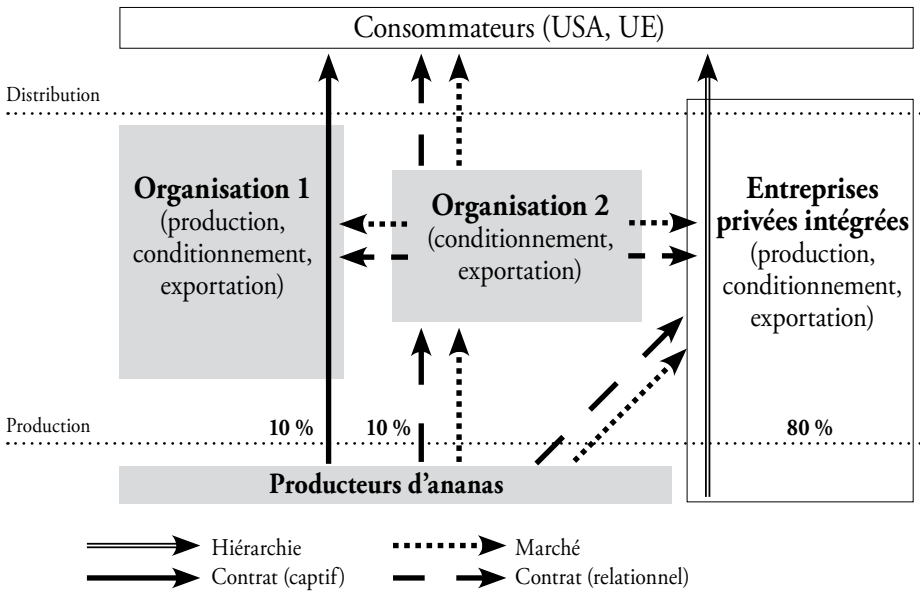 Consommateurs (USA, UE)
Distribution
Organisation 1
(production,
conditionnement,
exportation)
Organisation 2
(conditionnement,
exportation)
Entreprises
privées intégrées
(production,
conditionnement,
exportation)
Production
10 %
10 %
80 %
Producteurs d'ananas
Hiérarchie
Marché
Contrat (captif)
Contrat (relationnel)